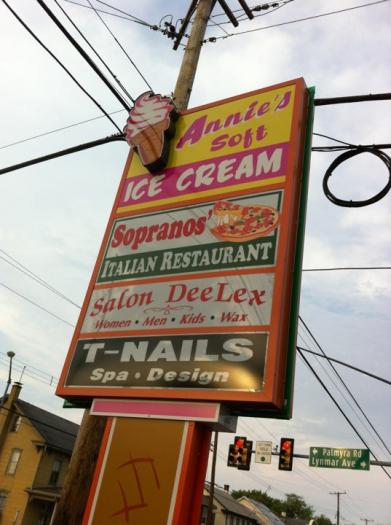 Annie's
Soft
ICE CREAM
Sopranos'
ITALIAN RESTAURANT
Salon DeeLex
Women • Men • Kids • Wax
T-NAILS
Spa • Design
Palmyra Rd
Lynmar Ave